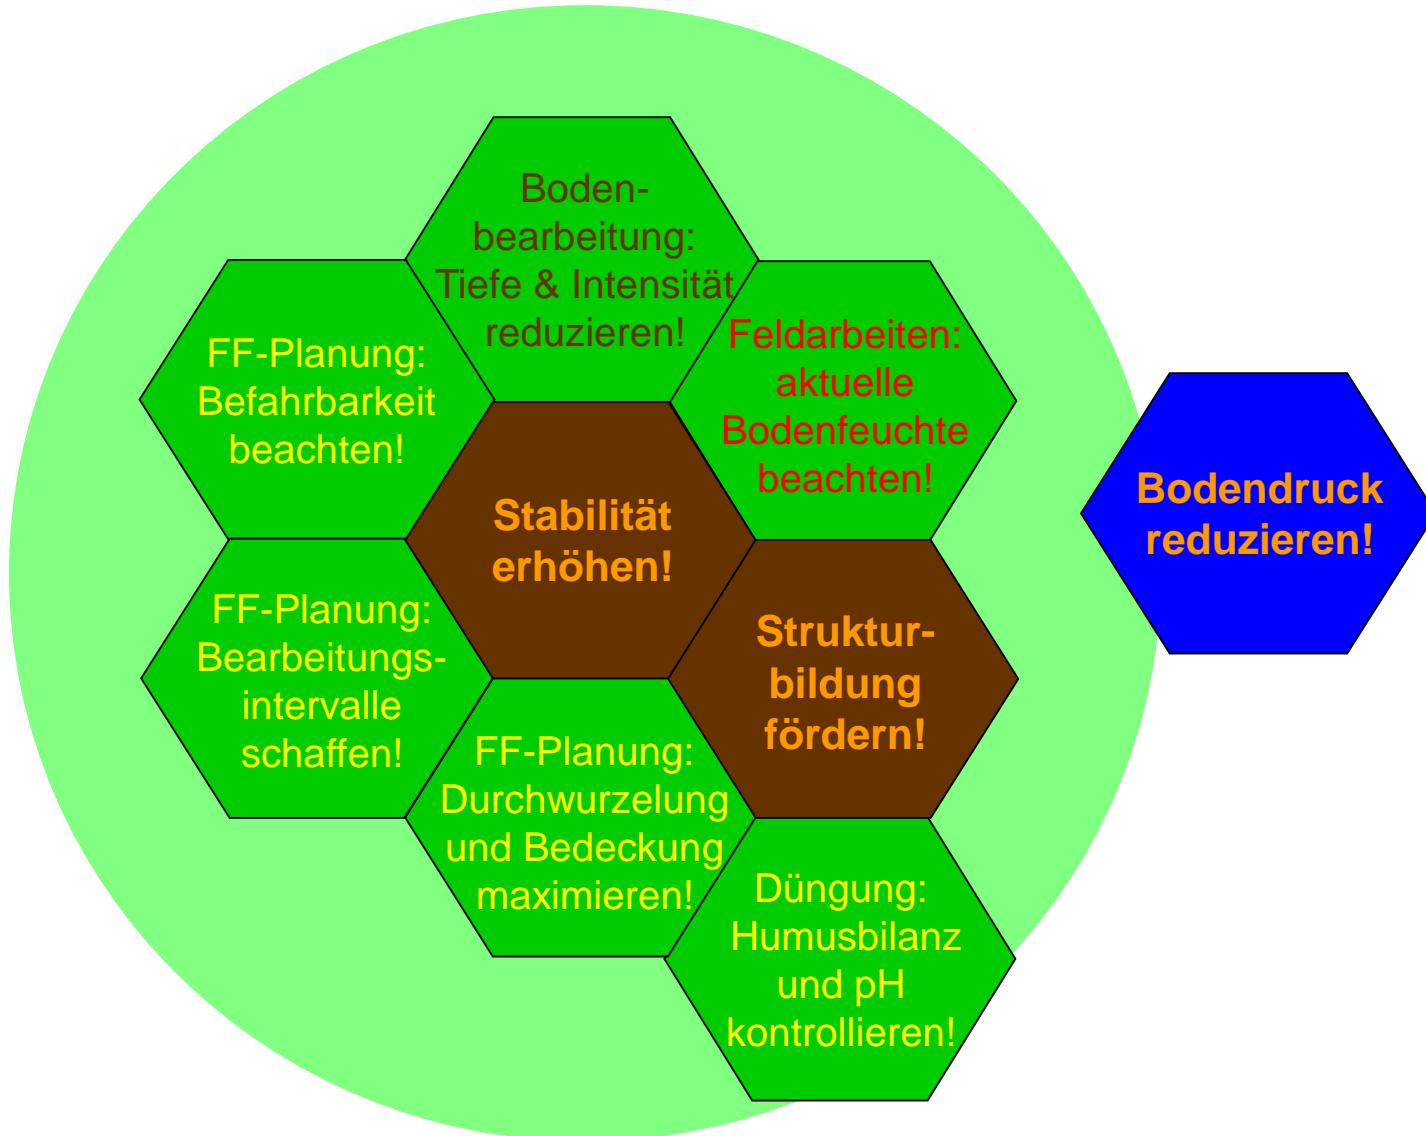 Boden-
bearbeitung:
Tiefe & Intensität
reduzieren!
FF-Planung:
Befahrbarkeit
beachten!
Feldarbeiten:
aktuelle
Bodenfeuchte
beachten!
Stabilität
erhöhen!
Bodendruck
reduzieren!
FF-Planung:
Bearbeitungs-
intervalle
schaffen!
Struktur-
bildung
fördern!
FF-Planung:
Durchwurzelung
und Bedeckung
maximieren!
Düngung:
Humusbilanz
und pH
kontrollieren!